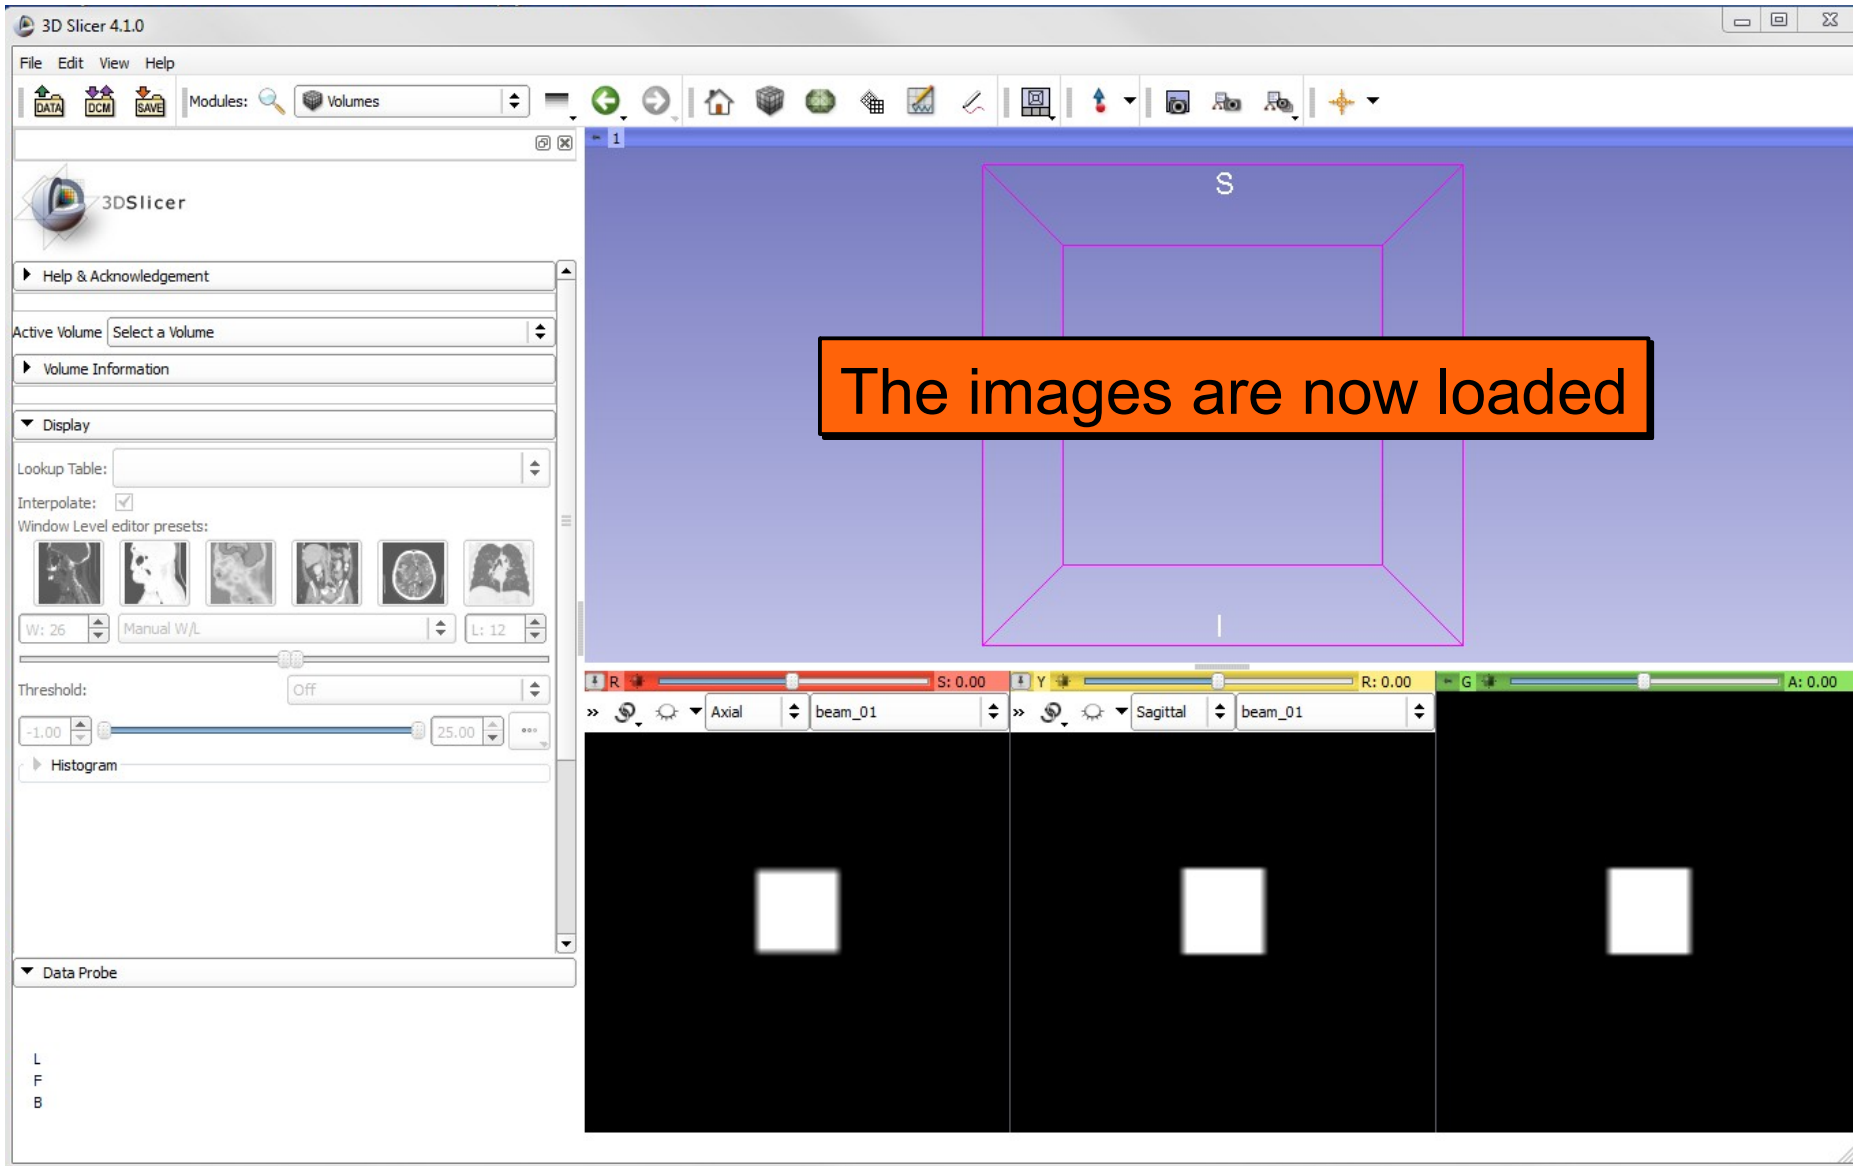 3D Slicer 4.1.0
File Edit View Help
DATA DCM SAVE Modules: Volumes
1
3DSlicer
S
Help & Acknowledgement
Active Volume Select a Volume
Volume Information
The images are now loaded
Display
Lookup Table:
Interpolate:
Window Level editor presets:
W: 26 Manual W/L L: 12
I
Threshold: Off
-1.00 25.00
Histogram
R S: 0.00 Y R: 0.00 G A: 0.00
Axial beam_01 Sagittal beam_01
Data Probe
L
F
B